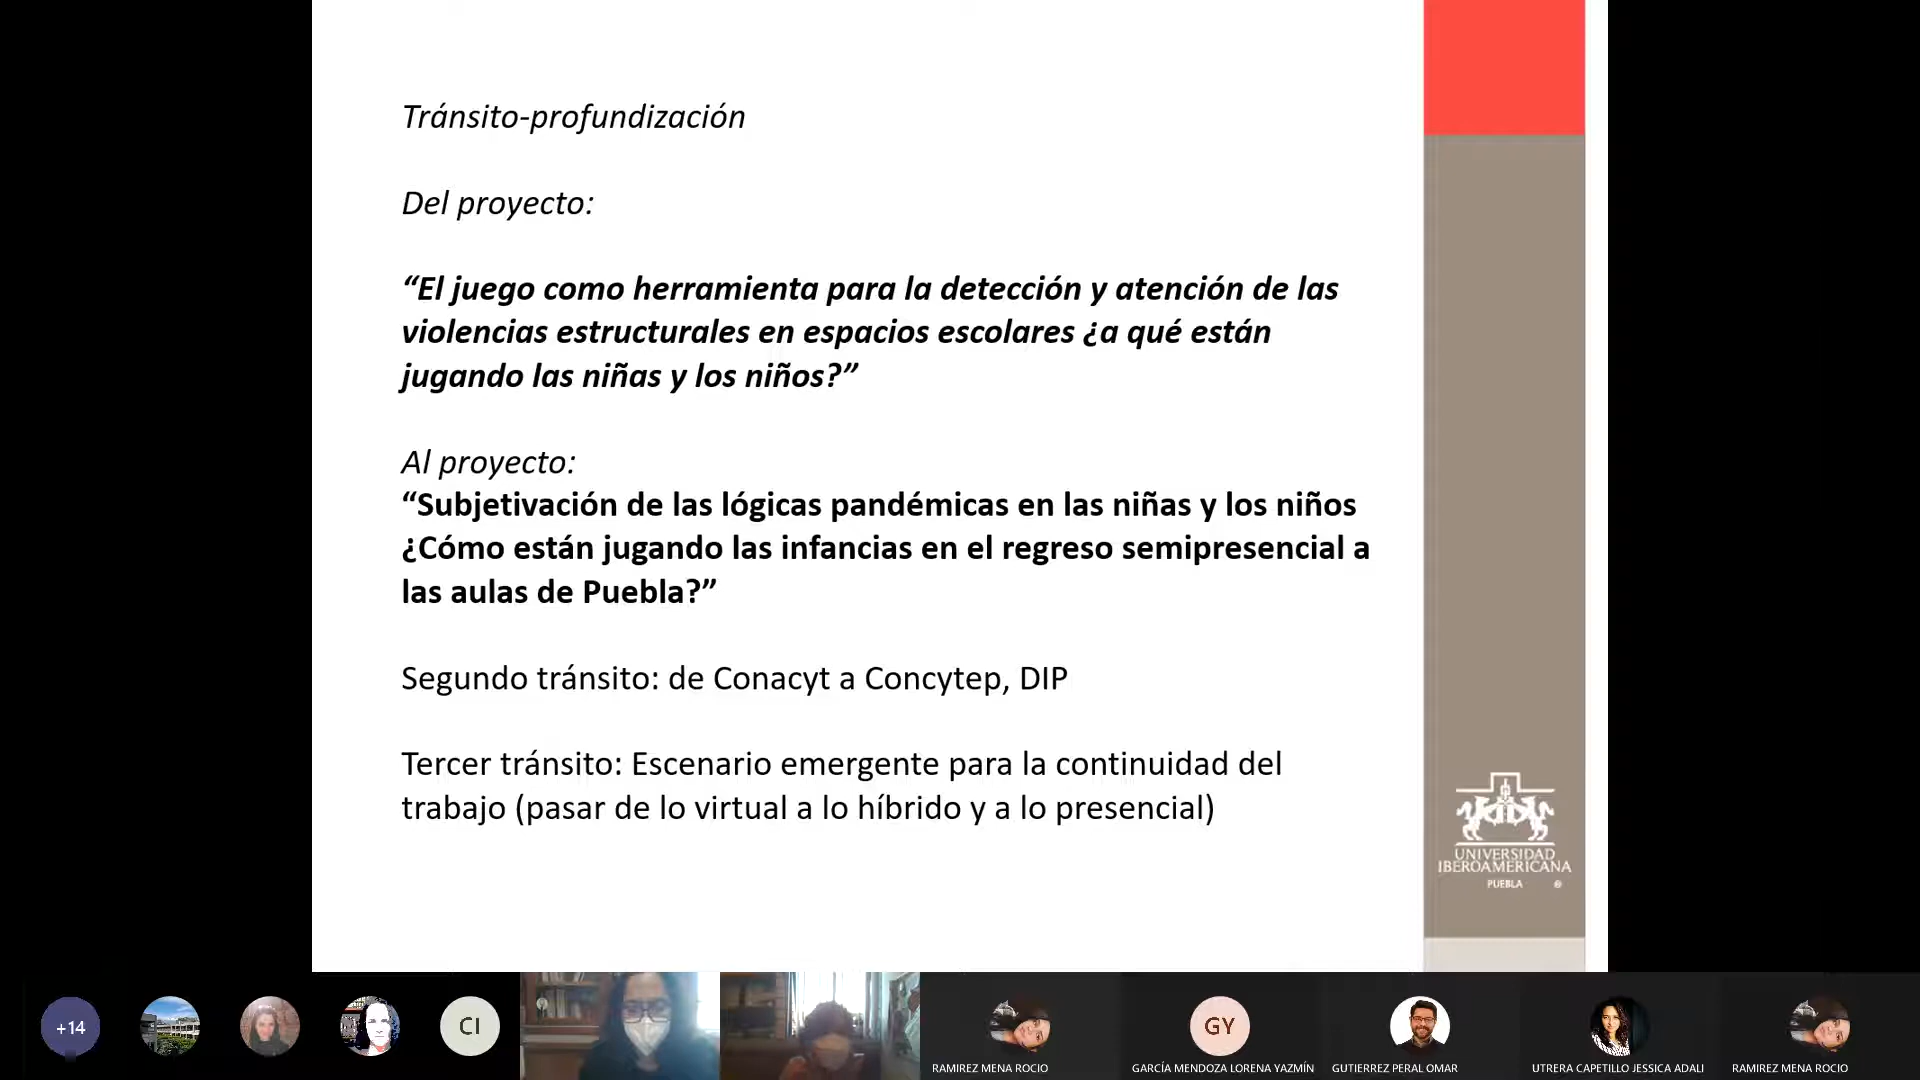 Tránsito-profundización
Del proyecto:
“El juego como herramienta para la detección y atención de las
violencias estructurales en espacios escolares ¿a qué están
jugando las niñas y los niños?”
Al proyecto:
“Subjetivación de las lógicas pandémicas en las niñas y los niños
¿Cómo están jugando las infancias en el regreso semipresencial a
las aulas de Puebla?”
Segundo tránsito: de Conacyt a Concytep, DIP
Tercer tránsito: Escenario emergente para la continuidad del
trabajo (pasar de lo virtual a lo híbrido y a lo presencial)
UNIVERSIDAD
IBEROAMERICANA
PUEBLA ®
+14
CI
GY
RAMIREZ MENA ROCIO
GARCÍA MENDOZA LORENA YAZMÍN
GUTIERREZ PERAL OMAR
UTRERA CAPETILLO JESSICA ADALI
RAMIREZ MENA ROCIO